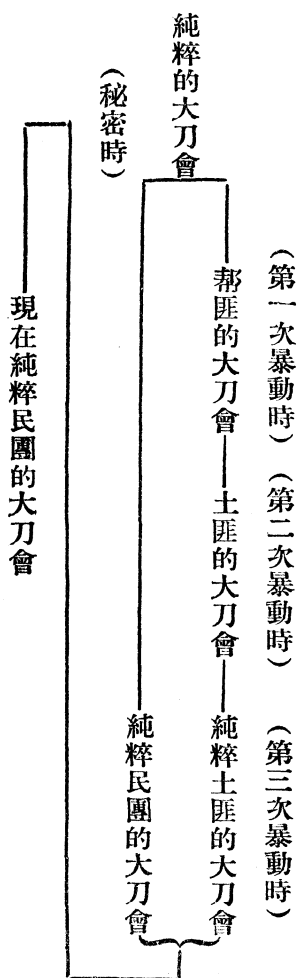 (第一次暴動時)
(第二次暴動時)
(第三次暴動時)
純粹的大刀會
(秘密時)
幫匪的大刀會
土匪的大刀會
純粹土匪的大刀會
純粹民團的大刀會
現在純粹民團的大刀會